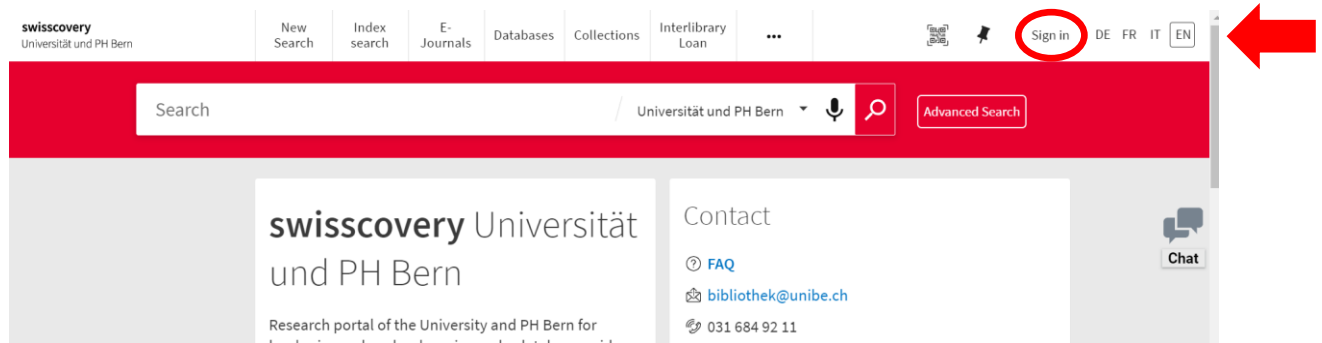 swisscovery
Universität und PH Bern
New Search
Index search
E-Journals
Databases
Collections
Interlibrary Loan
•••
Sign in
DE FR IT EN
Search
Universität und PH Bern
Advanced Search
swisscovery Universität
und PH Bern
Research portal of the University and PH Bern for
Contact
FAQ
bibliothek@unibe.ch
031 684 92 11
Chat